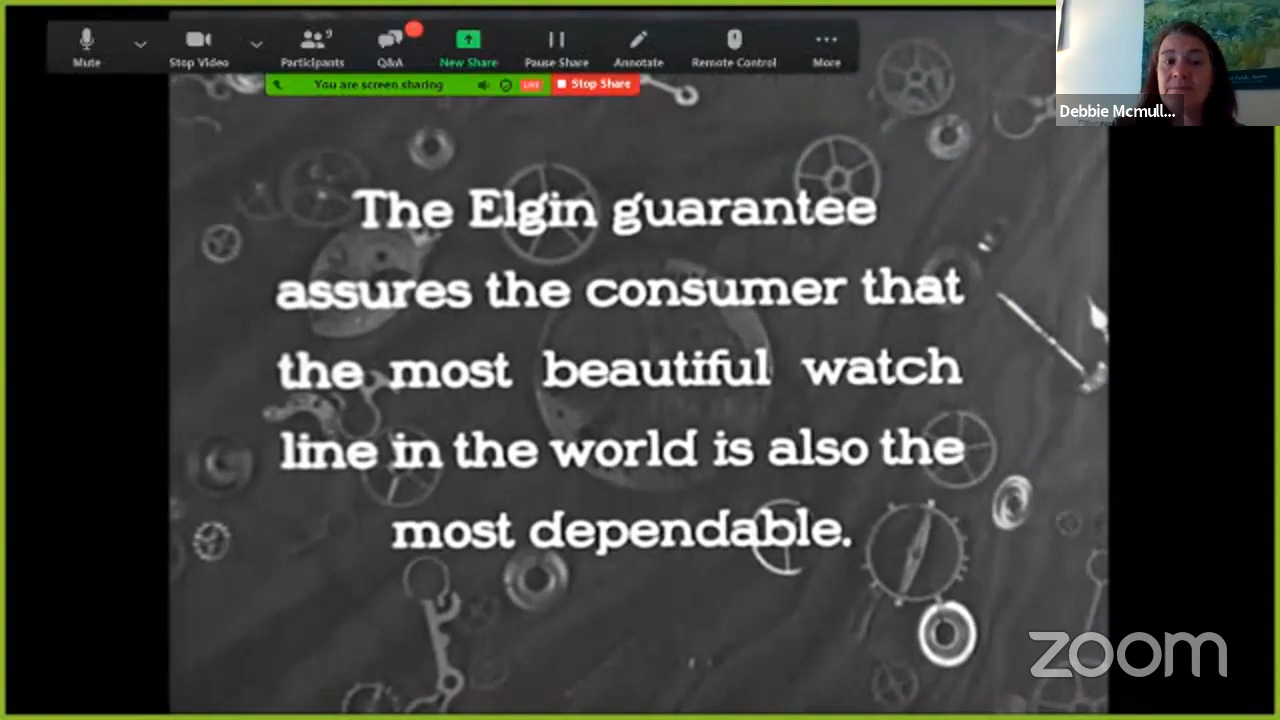 Mute
Stop Video
Participants
9
Q&A
New Share
Pause Share
Annotate
Remote Control
More
You are screen sharing
LIVE
Stop Share
Debbie Mcmull...
The Elgin guarantee
assures the consumer that
the most beautiful watch
line in the world is also the
most dependable.
zoom